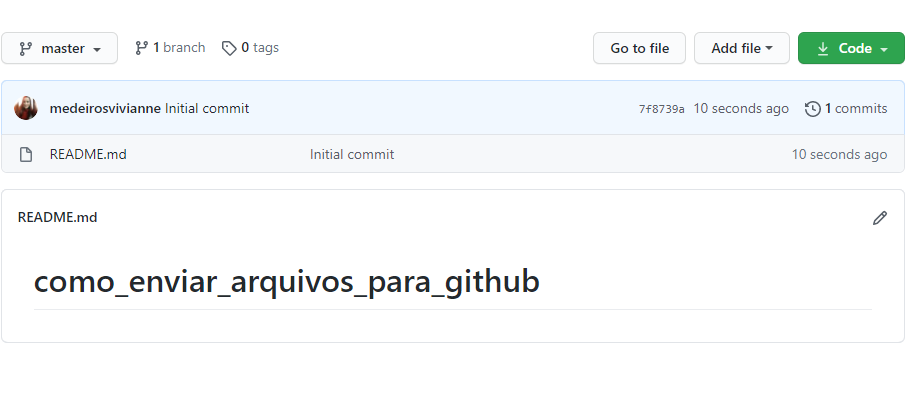 master 1 branch 0 tags Go to file Add file Code
medeirosvivianne Initial commit 7f8739a 10 seconds ago 1 commits
README.md Initial commit 10 seconds ago
README.md
como_enviar_arquivos_para_github